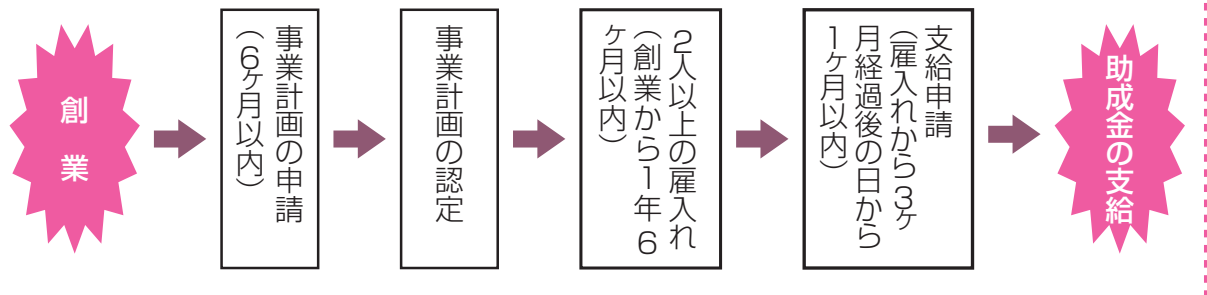 創業
事業計画の申請
（6ヶ月以内）
事業計画の認定
2人以上の雇入れ
（創業から1年6
ヶ月以内）
支給申請
（雇入れから3ヶ
月経過後の日から
1ヶ月以内）
助成金の支給